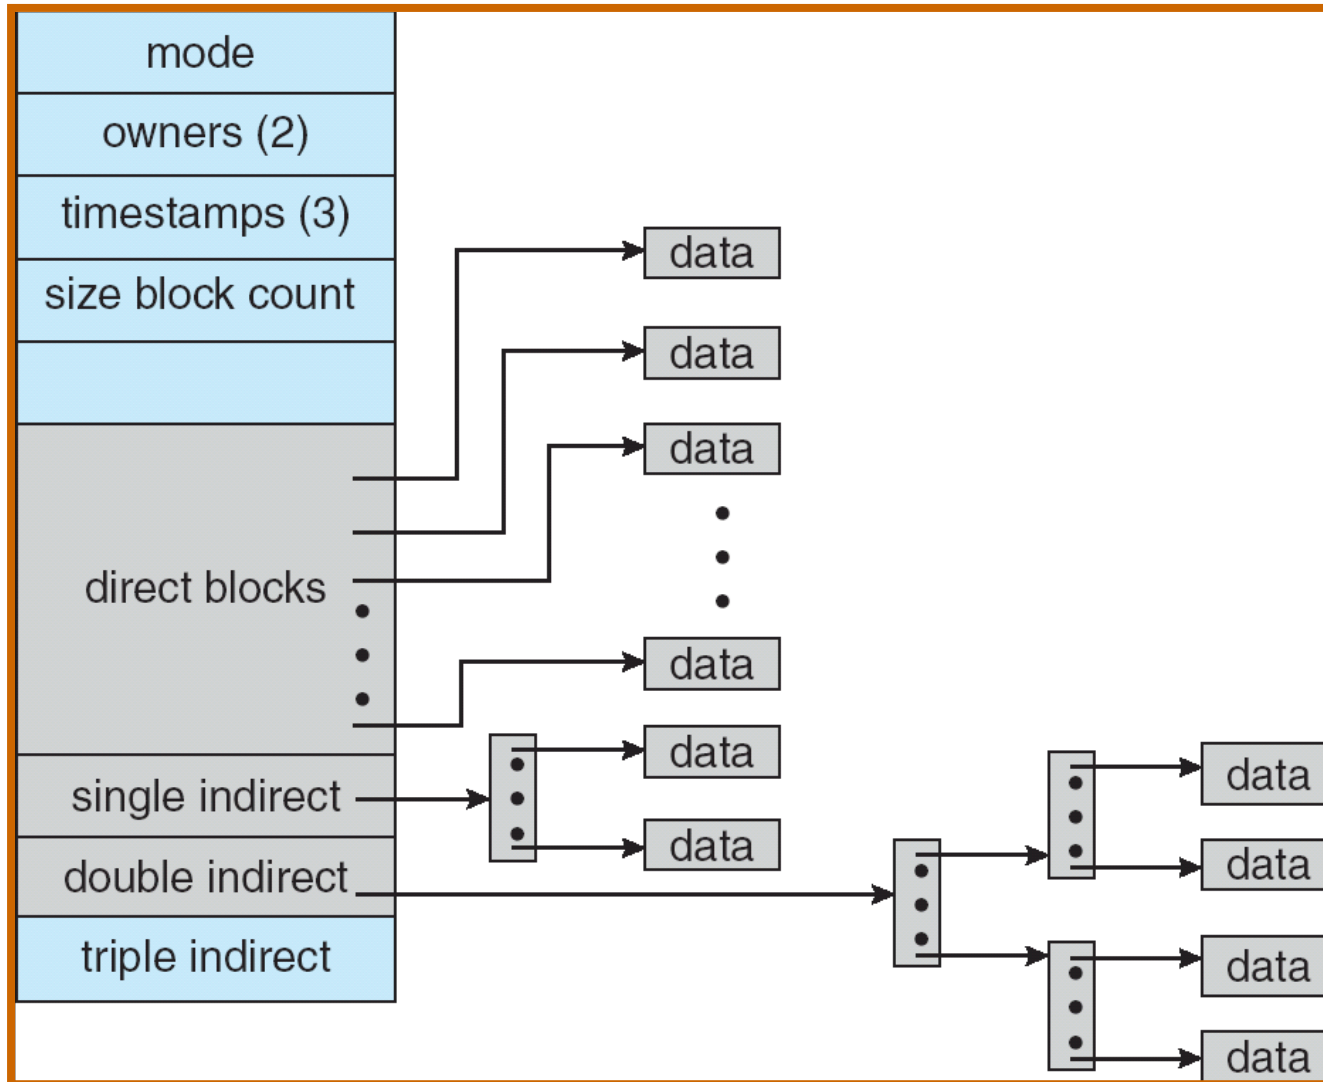 mode
owners (2)
timestamps (3)
size block count
direct blocks
single indirect
double indirect
triple indirect
data
data
data
data
data
data
data
data
data
data